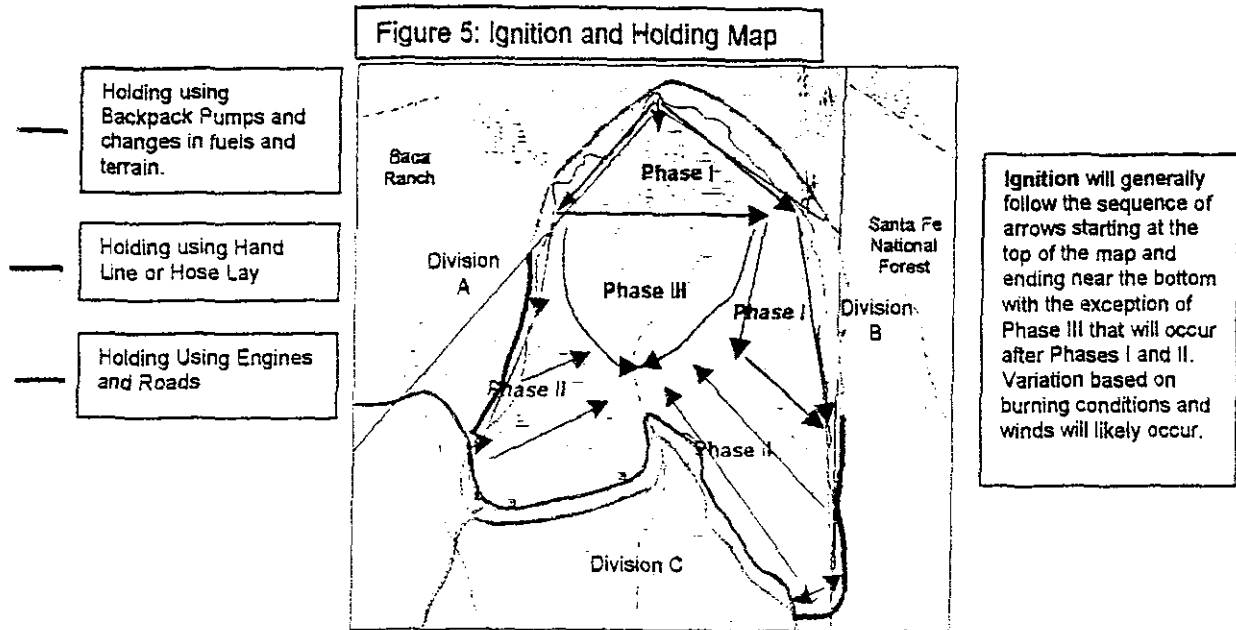 Figure 5: Ignition and Holding Map
Holding using
Backpack Pumps and
changes in fuels and
terrain.
Holding using Hand
Line or Hose Lay
Holding Using Engines
and Roads
Baca
Ranch
Phase I
Santa Fe
National
Forest
Division
A
Phase III
Phase I
Division
B
Phase II
Phase II
Division C
Ignition will generally
follow the sequence of
arrows starting at the
top of the map and
ending near the bottom
with the exception of
Phase III that will occur
after Phases I and II.
Variation based on
burning conditions and
winds will likely occur.